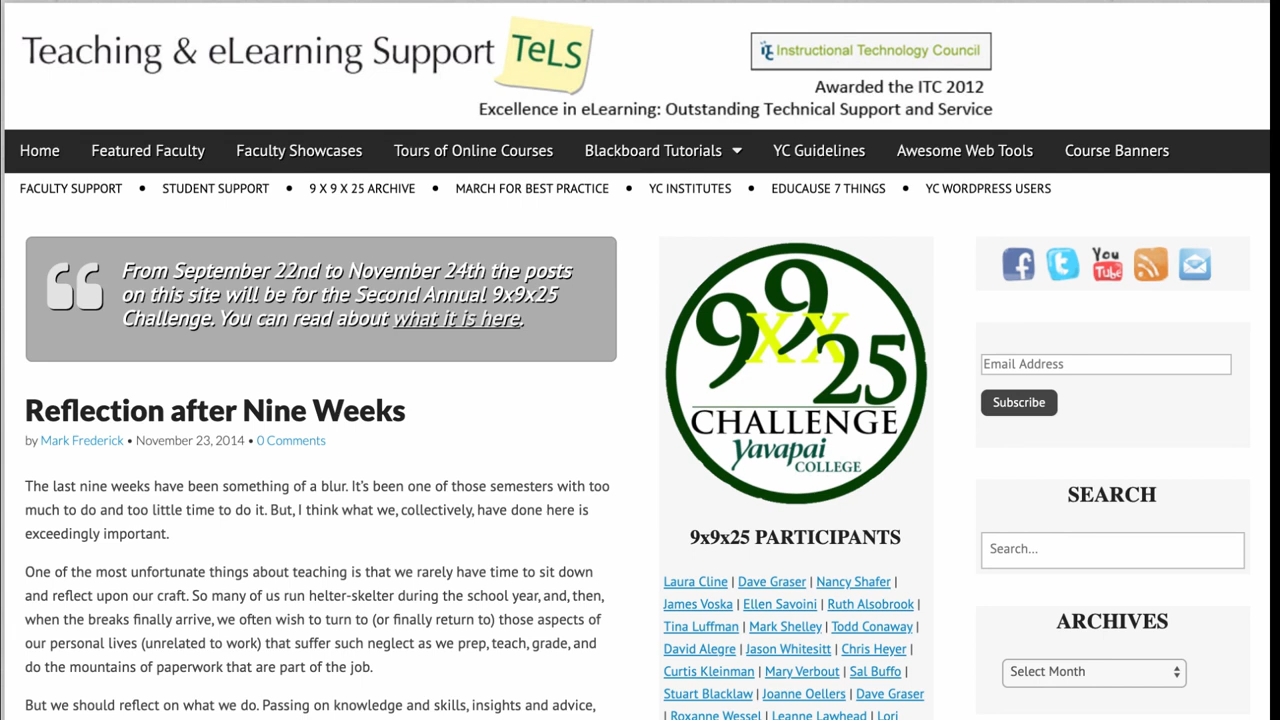 Teaching & eLearning Support TeLS
itc Instructional Technology Council
Awarded the ITC 2012
Excellence in eLearning: Outstanding Technical Support and Service
Home Featured Faculty Faculty Showcases Tours of Online Courses Blackboard Tutorials YC Guidelines Awesome Web Tools Course Banners
FACULTY SUPPORT • STUDENT SUPPORT • 9 X 9 X 25 ARCHIVE • MARCH FOR BEST PRACTICE • YC INSTITUTES • EDUCAUSE 7 THINGS • YC WORDPRESS USERS
From September 22nd to November 24th the posts
on this site will be for the Second Annual 9x9x25
Challenge. You can read about what it is here.
Reflection after Nine Weeks
by Mark Frederick • November 23, 2014 • 0 Comments
The last nine weeks have been something of a blur. It's been one of those semesters with too
much to do and too little time to do it. But, I think what we, collectively, have done here is
exceedingly important.
One of the most unfortunate things about teaching is that we rarely have time to sit down
and reflect upon our craft. So many of us run helter-skelter during the school year, and, then,
when the breaks finally arrive, we often wish to turn to (or finally return to) those aspects of
our personal lives (unrelated to work) that suffer such neglect as we prep, teach, grade, and
do the mountains of paperwork that are part of the job.
But we should reflect on what we do. Passing on knowledge and skills, insights and advice,
9x9x25
CHALLENGE
Yavapai
COLLEGE
9x9x25 PARTICIPANTS
Laura Cline | Dave Graser | Nancy Shafer |
James Voska | Ellen Savoini | Ruth Alsobrook |
Tina Luffman | Mark Shelley | Todd Conaway |
David Alegre | Jason Whitesitt | Chris Heyer |
Curtis Kleinman | Mary Verbout | Sal Buffo |
Stuart Blacklaw | Joanne Oellers | Dave Graser
| Roxanne Wessel | Leanne Lawhead | Lori
You Tube
Email Address
Subscribe
SEARCH
Search...
ARCHIVES
Select Month